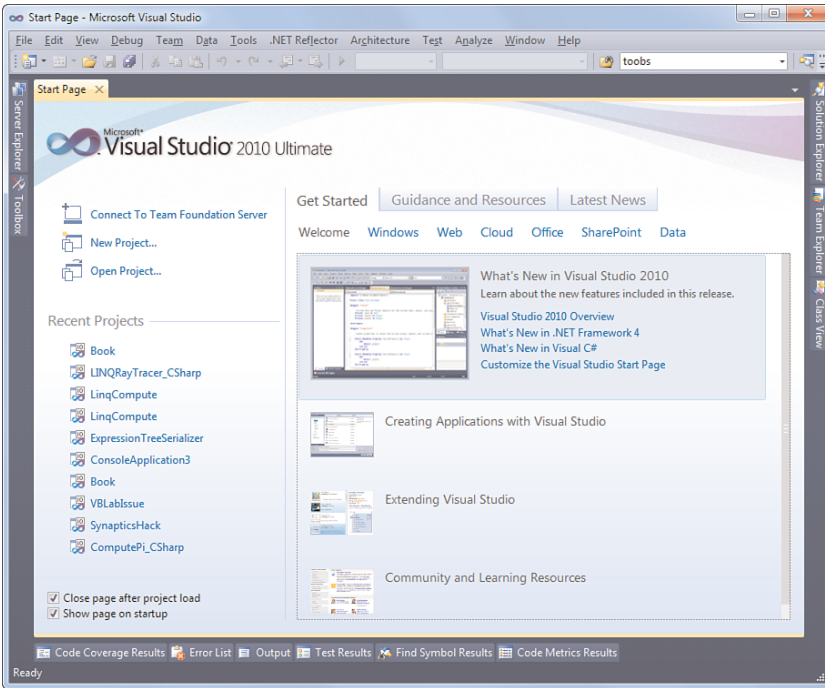 Start Page - Microsoft Visual Studio
File Edit View Debug Team Data Tools .NET Reflector Architecture Test Analyze Window Help
toobs
Start Page
Server Explorer
Toolbox
Solution Explorer
Team Explorer
Class View
Microsoft®
Visual Studio® 2010 Ultimate
Connect To Team Foundation Server
New Project...
Open Project...
Recent Projects
Book
LINQRayTracer_CSharp
LinqCompute
LinqCompute
ExpressionTreeSerializer
ConsoleApplication3
Book
VBLabIssue
SynapticsHack
ComputePi_CSharp
Close page after project load
Show page on startup
Get Started Guidance and Resources Latest News
Welcome Windows Web Cloud Office SharePoint Data
What's New in Visual Studio 2010
Learn about the new features included in this release.
Visual Studio 2010 Overview
What's New in .NET Framework 4
What's New in Visual C#
Customize the Visual Studio Start Page
Creating Applications with Visual Studio
Extending Visual Studio
Community and Learning Resources
Code Coverage Results Error List Output Test Results Find Symbol Results Code Metrics Results
Ready